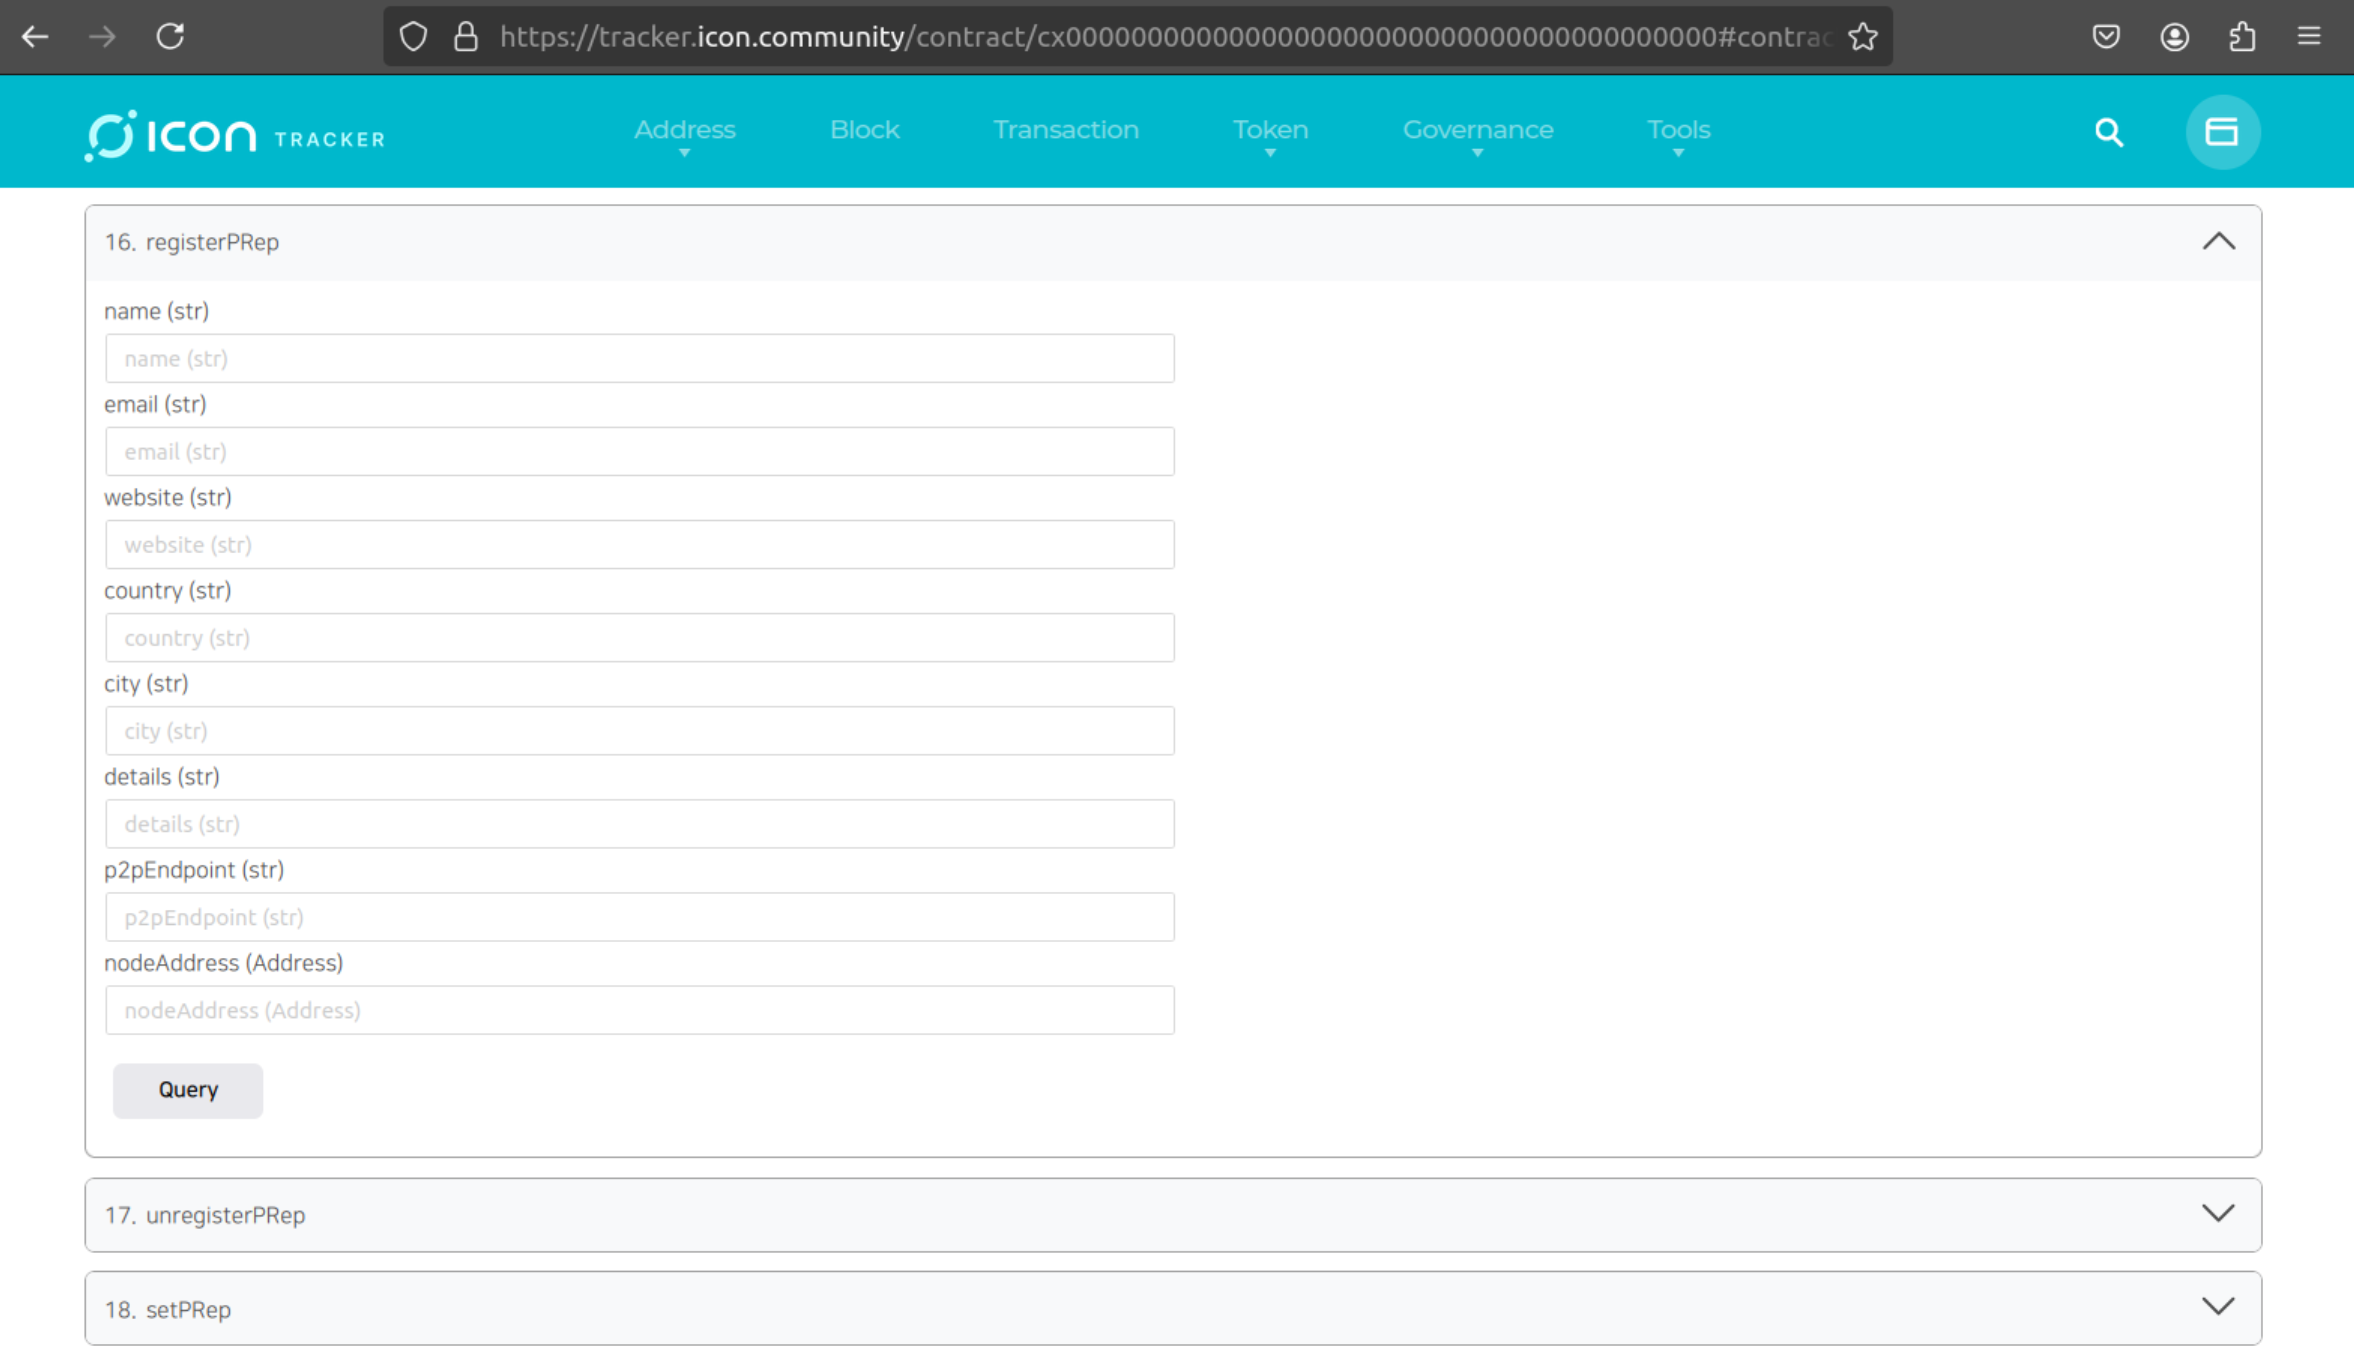 https://tracker.icon.community/contract/cx0000000000000000000000000000000000000000#contrac
ICON TRACKER
Address Block Transaction Token Governance Tools
16. registerPRep
name (str)
name (str)
email (str)
email (str)
website (str)
website (str)
country (str)
country (str)
city (str)
city (str)
details (str)
details (str)
p2pEndpoint (str)
p2pEndpoint (str)
nodeAddress (Address)
nodeAddress (Address)
Query
17. unregisterPRep
18. setPRep